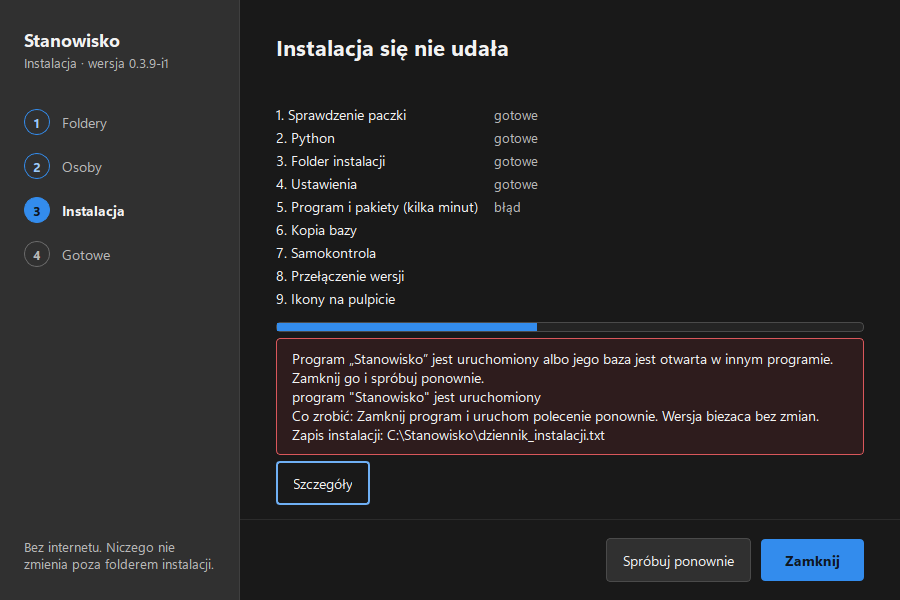 Stanowisko
Instalacja · wersja 0.3.9-i1
1 Foldery
2 Osoby
3 Instalacja
4 Gotowe
Bez internetu. Niczego nie
zmienia poza folderem instalacji.
Instalacja się nie udała
1. Sprawdzenie paczki gotowe
2. Python gotowe
3. Folder instalacji gotowe
4. Ustawienia gotowe
5. Program i pakiety (kilka minut) błąd
6. Kopia bazy
7. Samokontrola
8. Przełączenie wersji
9. Ikony na pulpicie
Program „Stanowisko” jest uruchomiony albo jego baza jest otwarta w innym programie.
Zamknij go i spróbuj ponownie.
program "Stanowisko" jest uruchomiony
Co zrobić: Zamknij program i uruchom polecenie ponownie. Wersja biezaca bez zmian.
Zapis instalacji: C:\Stanowisko\dziennik_instalacji.txt
Szczegóły
Spróbuj ponownie
Zamknij